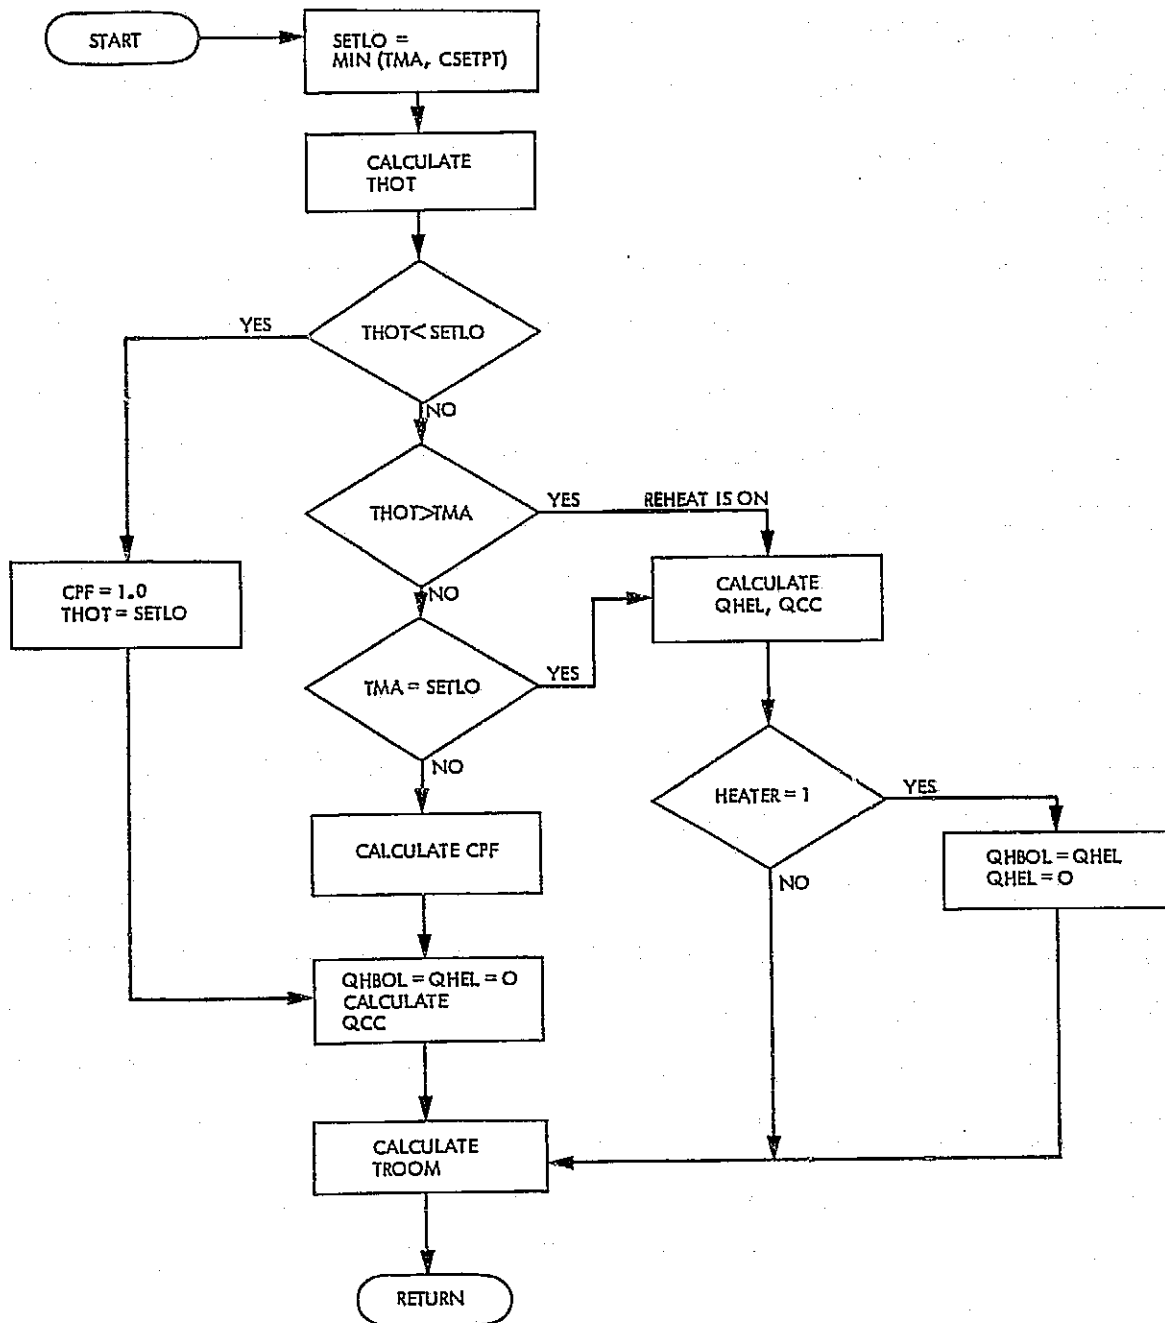 START
SETLO =
MIN (TMA, CSETPT)
CALCULATE
THOT
YES
THOT< SETLO
NO
THOT>TMA
YES
REHEAT IS ON
CPF = 1.0
THOT = SETLO
NO
CALCULATE
QHEL, QCC
TMA = SETLO
YES
NO
HEATER = 1
YES
CALCULATE CPF
QHBOL = QHEL
QHEL = O
NO
QHBOL = QHEL = O
CALCULATE
QCC
CALCULATE
TROOM
RETURN